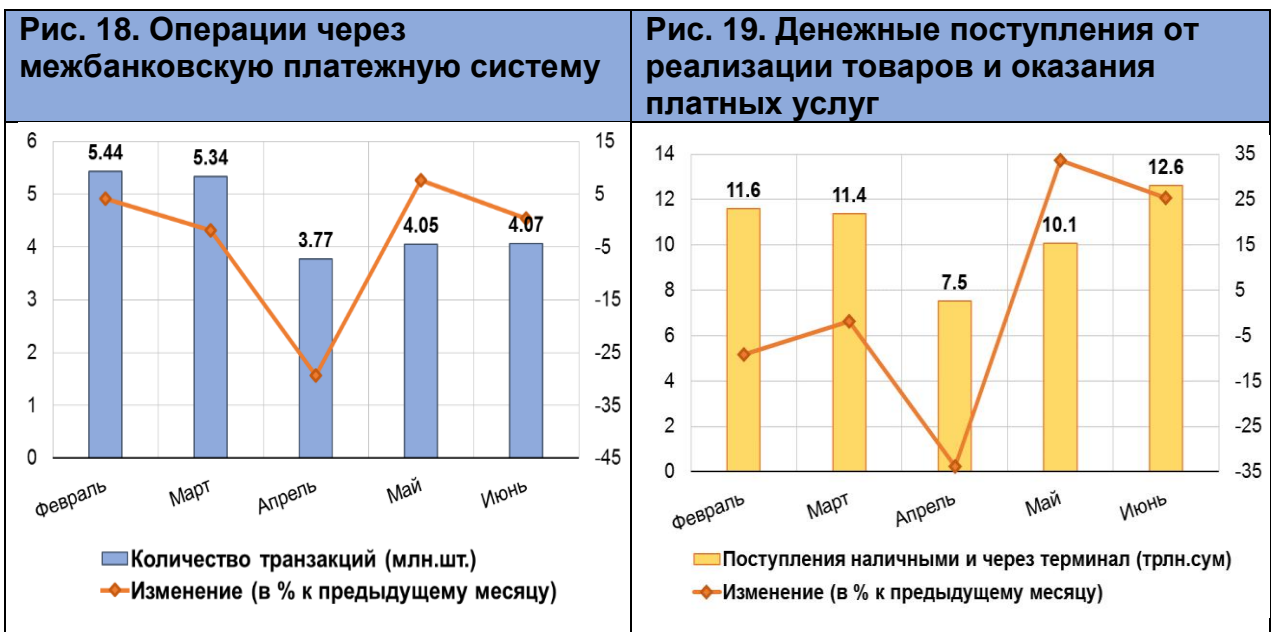 Рис. 18. Операции через
межбанковскую платежную систему
Рис. 19. Денежные поступления от
реализации товаров и оказания
платных услуг
6
5
4
3
2
1
0
15
5
-5
-15
-25
-35
-45
5.44
5.34
3.77
4.05
4.07
Февраль
Март
Апрель
Май
Июнь
Количество транзакций (млн.шт.)
Изменение (в % к предыдущему месяцу)
14
12
10
8
6
4
2
0
35
25
15
5
-5
-15
-25
-35
11.6
11.4
7.5
10.1
12.6
Февраль
Март
Апрель
Май
Июнь
Поступления наличными и через терминал (трлн.сум)
Изменение (в % к предыдущему месяцу)